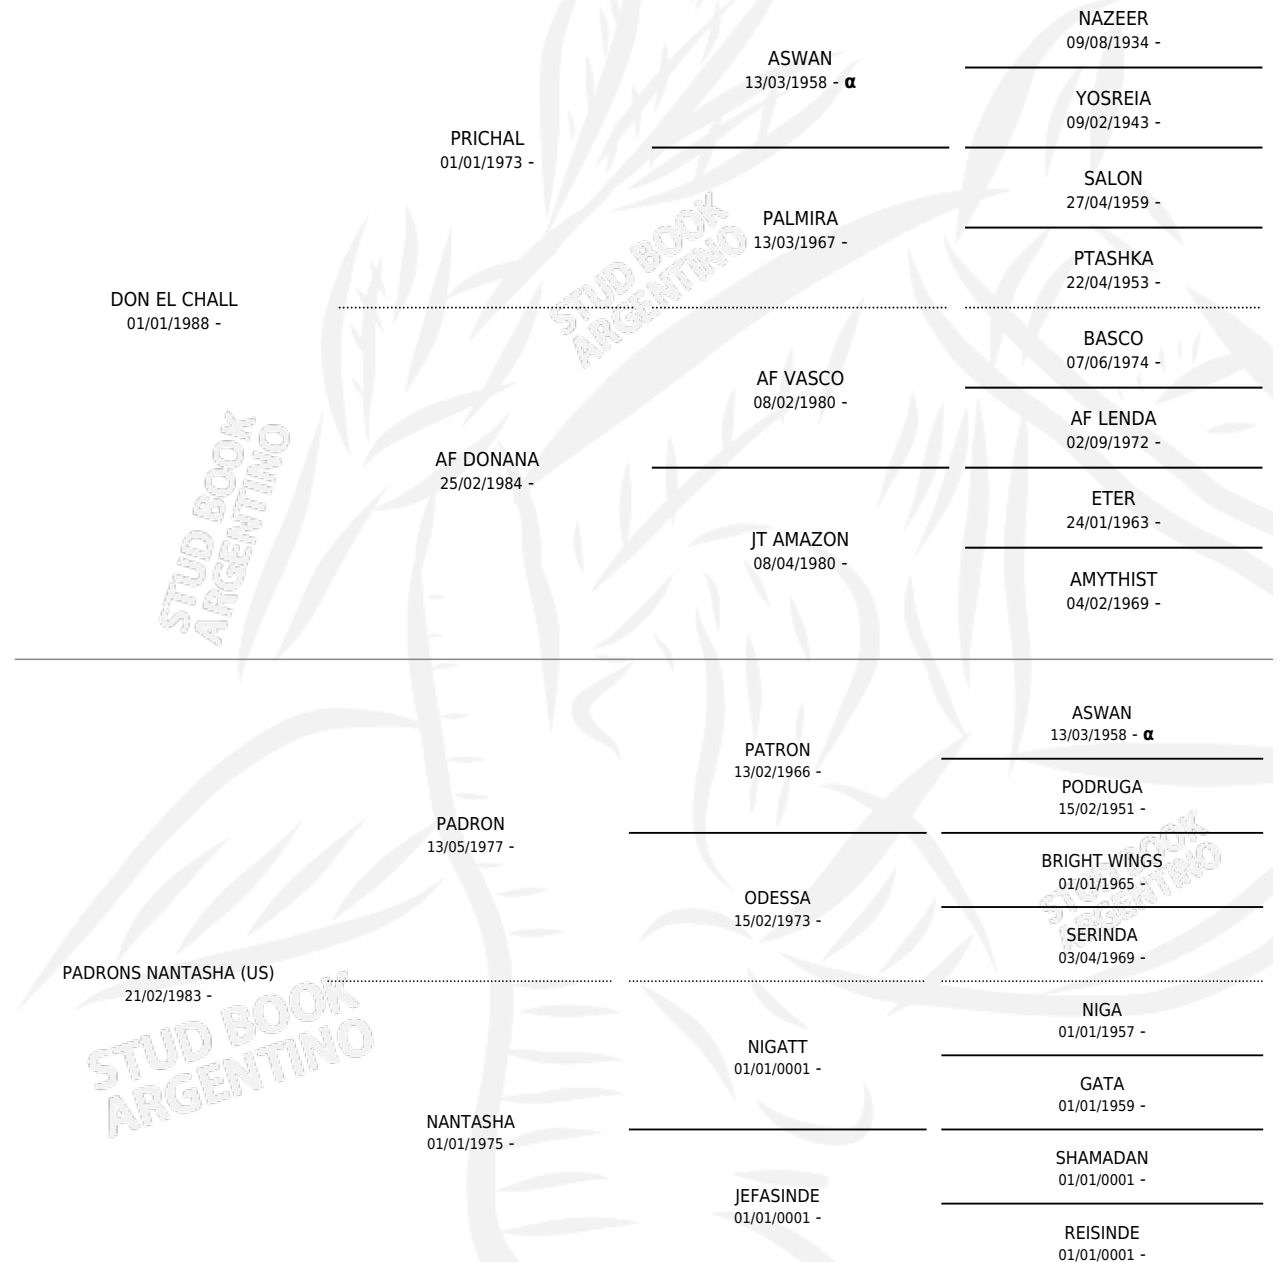 NAZEER
09/08/1934 -
ASWAN
13/03/1958 - α
YOSREIA
09/02/1943 -
PRICHAL
01/01/1973 -
SALON
27/04/1959 -
PALMIRA
13/03/1967 -
PTASHKA
22/04/1953 -
DON EL CHALL
01/01/1988 -
BASCO
07/06/1974 -
AF VASCO
08/02/1980 -
AF LENDA
02/09/1972 -
AF DONANA
25/02/1984 -
ETER
24/01/1963 -
JT AMAZON
08/04/1980 -
AMYTHIST
04/02/1969 -
STUD BOOK
ARGENTINO
STUD BOOK
ARGENTINO
ASWAN
13/03/1958 - α
PATRON
13/02/1966 -
PODRUGA
15/02/1951 -
PADRON
13/05/1977 -
BRIGHT WINGS
01/01/1965 -
ODESSA
15/02/1973 -
SERINDA
03/04/1969 -
PADRONS NANTASHA (US)
21/02/1983 -
NIGA
01/01/1957 -
NIGATT
01/01/0001 -
GATA
01/01/1959 -
NANTASHA
01/01/1975 -
SHAMADAN
01/01/0001 -
JEFASINDE
01/01/0001 -
REISINDE
01/01/0001 -
STUD BOOK
ARGENTINO
STUD BOOK
ARGENTINO